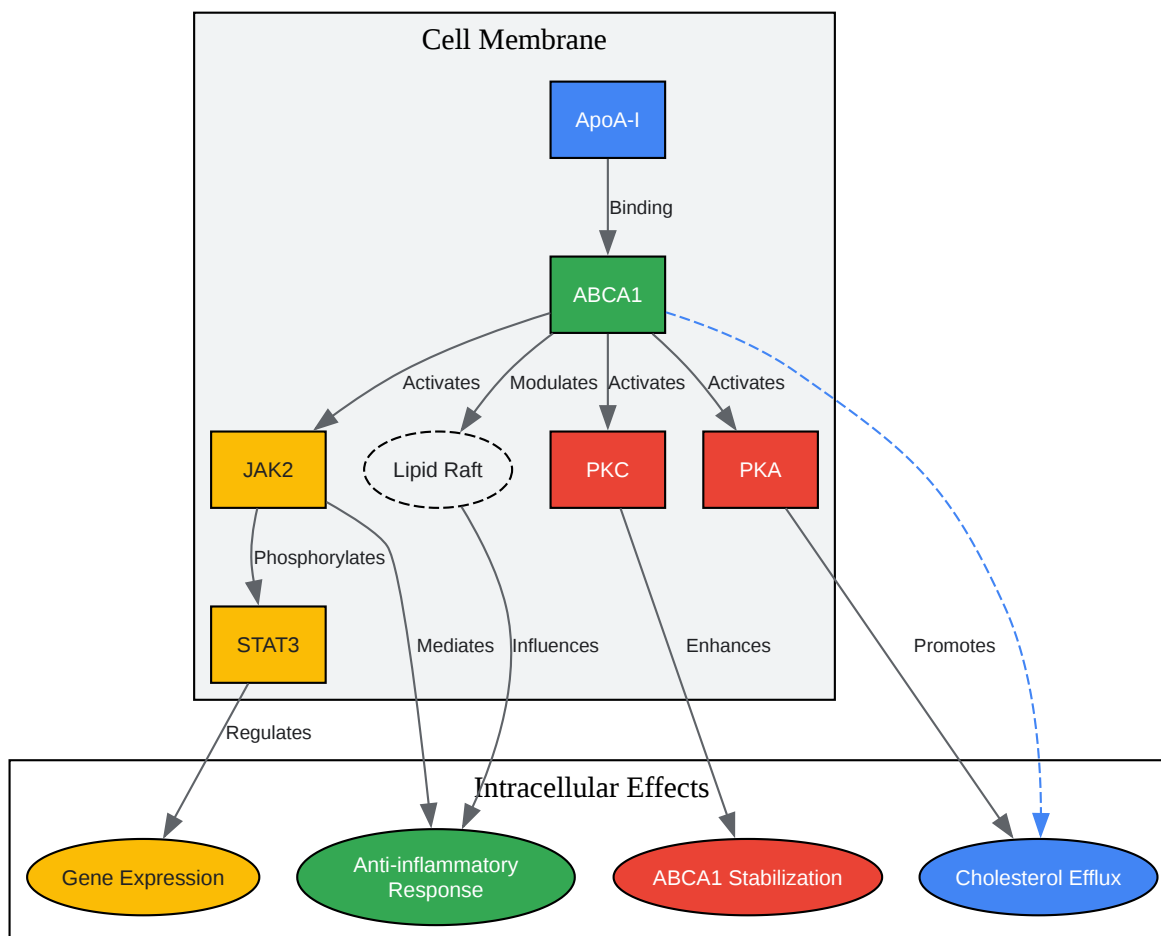 Cell Membrane
ApoA-I
Binding
ABCA1
Activates
Modulates
Activates
Activates
JAK2
Lipid Raft
PKC
PKA
Phosphorylates
STAT3
Mediates
Influences
Enhances
Promotes
Regulates
Intracellular Effects
Gene Expression
Anti-inflammatory
Response
ABCA1 Stabilization
Cholesterol Efflux